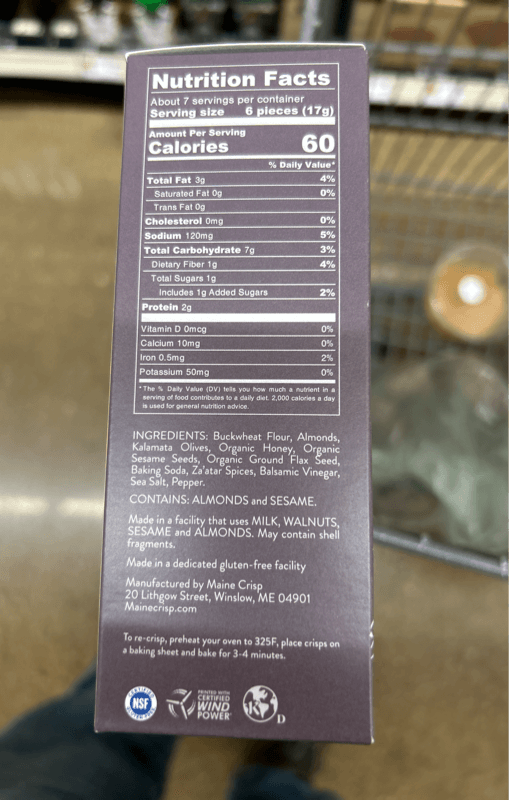 Nutrition Facts
About 7 servings per container
Serving size 6 pieces (17g)
Amount Per Serving
Calories 60
% Daily Value*
Total Fat 3g 4%
Saturated Fat 0g 0%
Trans Fat 0g
Cholesterol 0mg 0%
Sodium 120mg 5%
Total Carbohydrate 7g 3%
Dietary Fiber 1g 4%
Total Sugars 1g
Includes 1g Added Sugars 2%
Protein 2g
Vitamin D 0mcg 0%
Calcium 10mg 0%
Iron 0.5mg 2%
Potassium 50mg 0%
*The % Daily Value (DV) tells you how much a nutrient in a
serving of food contributes to a daily diet. 2,000 calories a day
is used for general nutrition advice.
INGREDIENTS: Buckwheat Flour, Almonds,
Kalamata Olives, Organic Honey, Organic
Sesame Seeds, Organic Ground Flax Seed,
Baking Soda, Za'atar Spices, Balsamic Vinegar,
Sea Salt, Pepper.
CONTAINS: ALMONDS and SESAME.
Made in a facility that uses MILK, WALNUTS,
SESAME and ALMONDS. May contain shell
fragments.
Made in a dedicated gluten-free facility
Manufactured by Maine Crisp
20 Lithgow Street, Winslow, ME 04901
Mainecrisp.com
To re-crisp, preheat your oven to 325F, place crisps on
a baking sheet and bake for 3-4 minutes.
CERTIFIED
NSF
GLUTEN-FREE
PRINTED WITH
CERTIFIED
WIND
POWER
K
D